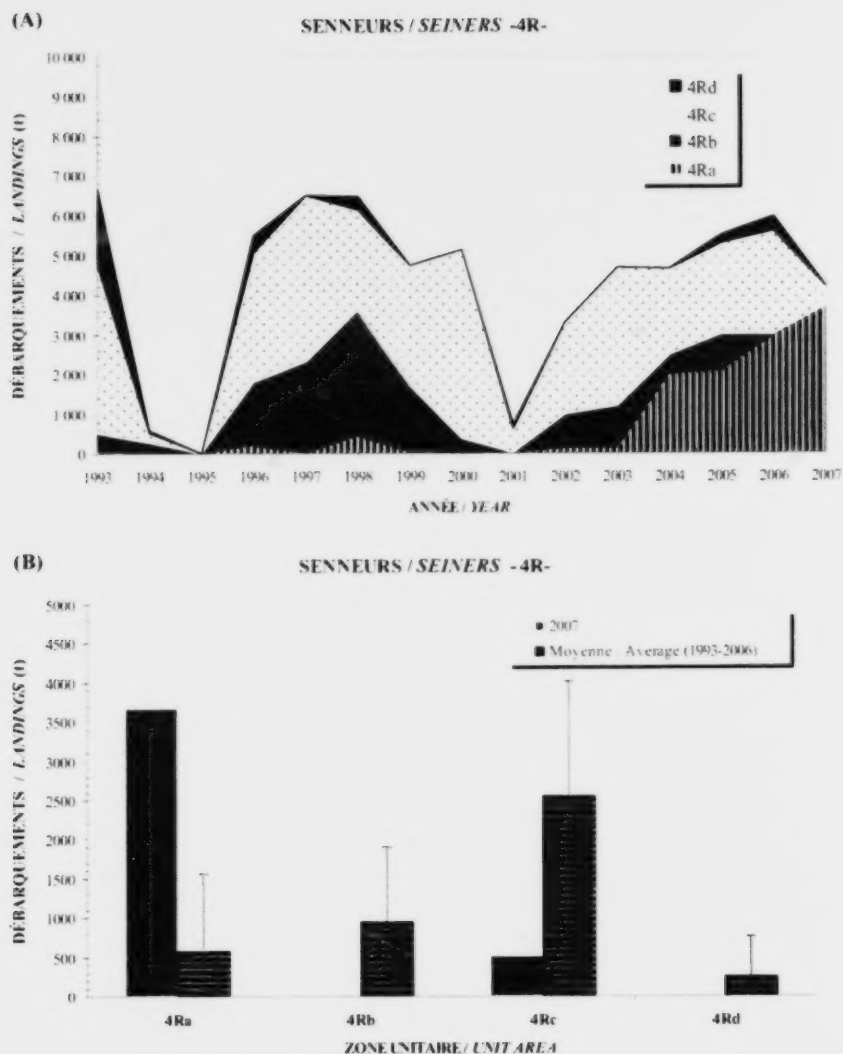 (A)
SENNEURS / SEINERS -4R-
DÉBARQUEMENTS / LANDINGS (t)
10 000
9 000
8 000
7 000
6 000
5 000
4 000
3 000
2 000
1 000
0
4Rd
4Rc
4Rb
4Ra
1993 1994 1995 1996 1997 1998 1999 2000 2001 2002 2003 2004 2005 2006 2007
ANNÉE / YEAR
(B)
SENNEURS / SEINERS -4R-
DÉBARQUEMENTS / LANDINGS (t)
5000
4500
4000
3500
3000
2500
2000
1500
1000
500
0
2007
Moyenne Average (1993-2006)
4Ra 4Rb 4Rc 4Rd
ZONE UNITAIRE / UNIT AREA